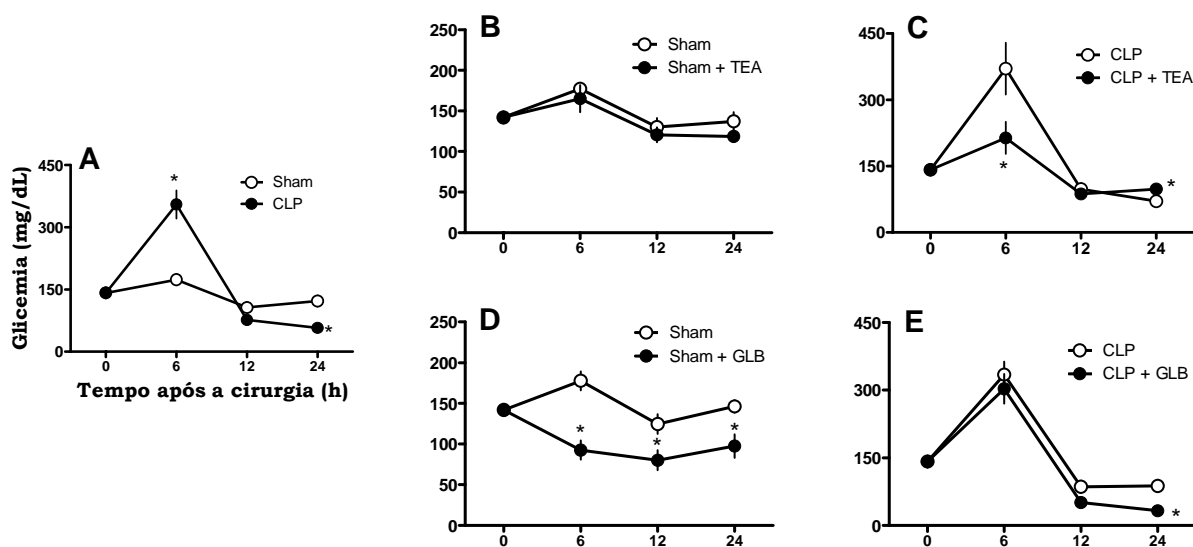 A
Glicemia (mg/dL)
450
300
150
0
Sham
CLP
*
*
0 6 12 24
Tempo após a cirurgia (h)
B
250
200
150
100
50
0
Sham
Sham + TEA
0 6 12 24
C
450
300
150
0
CLP
CLP + TEA
*
*
0 6 12 24
D
250
200
150
100
50
0
Sham
Sham + GLB
* * *
0 6 12 24
E
450
300
150
0
CLP
CLP + GLB
*
0 6 12 24